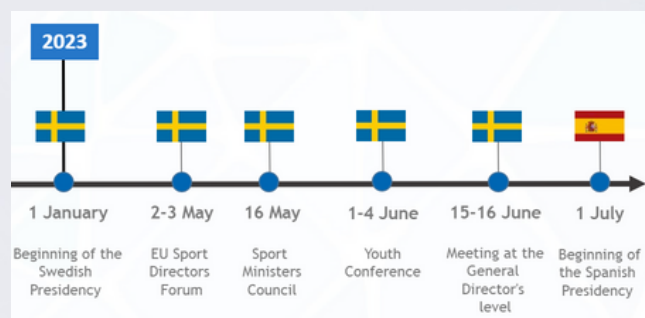 2023
1 January
Beginning of the
Swedish
Presidency
2-3 May
EU Sport
Directors
Forum
16 May
Sport
Ministers
Council
1-4 June
Youth
Conference
15-16 June
Meeting at the
General
Director's
level
1 July
Beginning of
the Spanish
Presidency